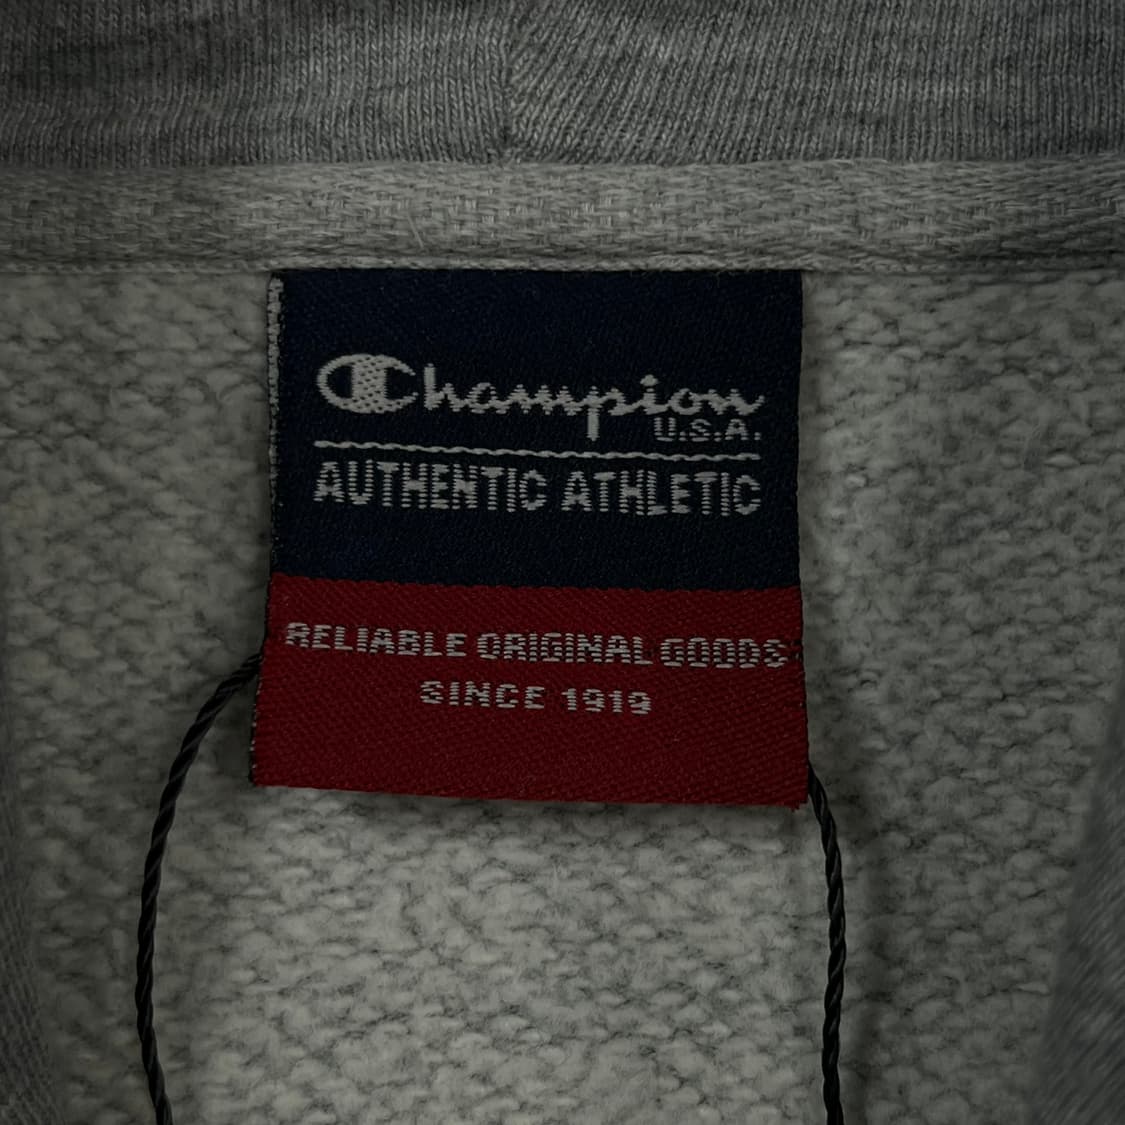 Champion
U.S.A.
AUTHENTIC ATHLETIC
RELIABLE ORIGINAL GOODS
SINCE 1919